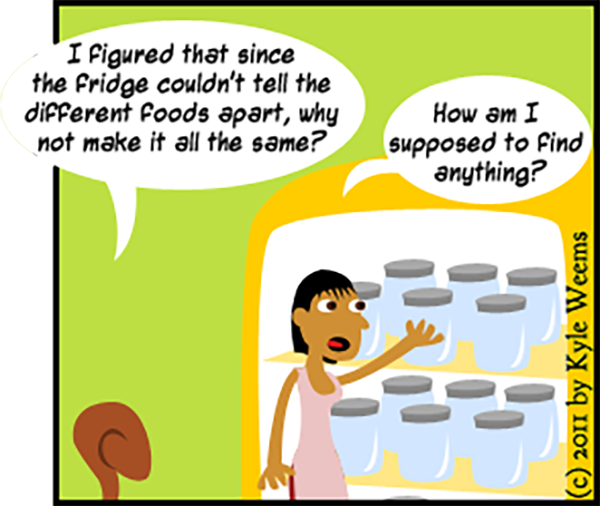 I figured that since
the fridge couldn't tell the
different foods apart, why
not make it all the same?
How am I
supposed to find
anything?
(c) 2011 by Kyle Weems